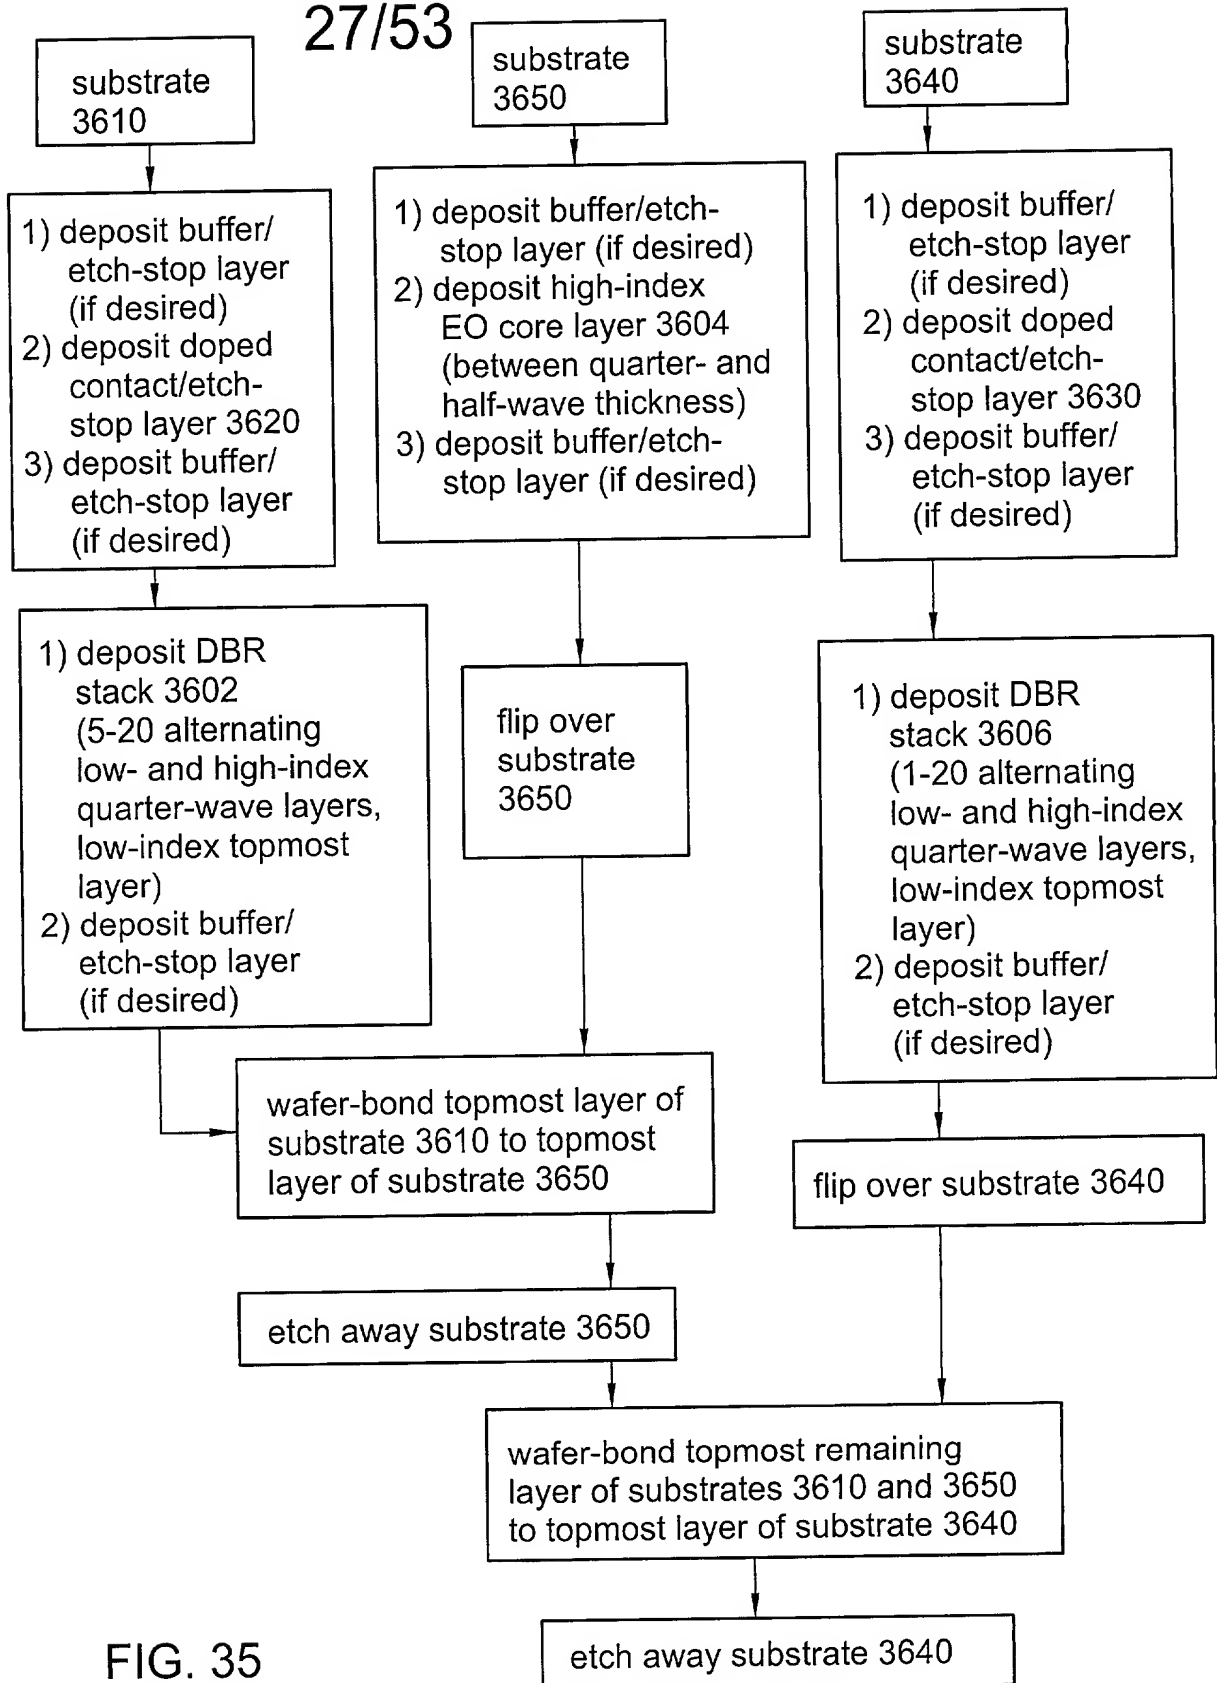 27/53
substrate
3610
substrate
3650
substrate
3640
1) deposit buffer/
etch-stop layer
(if desired)
2) deposit doped
contact/etch-
stop layer 3620
3) deposit buffer/
etch-stop layer
(if desired)
1) deposit buffer/etch-
stop layer (if desired)
2) deposit high-index
EO core layer 3604
(between quarter- and
half-wave thickness)
3) deposit buffer/etch-
stop layer (if desired)
1) deposit buffer/
etch-stop layer
(if desired)
2) deposit doped
contact/etch-
stop layer 3630
3) deposit buffer/
etch-stop layer
(if desired)
1) deposit DBR
stack 3602
(5-20 alternating
low- and high-index
quarter-wave layers,
low-index topmost
layer)
2) deposit buffer/
etch-stop layer
(if desired)
flip over
substrate
3650
1) deposit DBR
stack 3606
(1-20 alternating
low- and high-index
quarter-wave layers,
low-index topmost
layer)
2) deposit buffer/
etch-stop layer
(if desired)
wafer-bond topmost layer of
substrate 3610 to topmost
layer of substrate 3650
flip over substrate 3640
etch away substrate 3650
wafer-bond topmost remaining
layer of substrates 3610 and 3650
to topmost layer of substrate 3640
etch away substrate 3640
FIG. 35